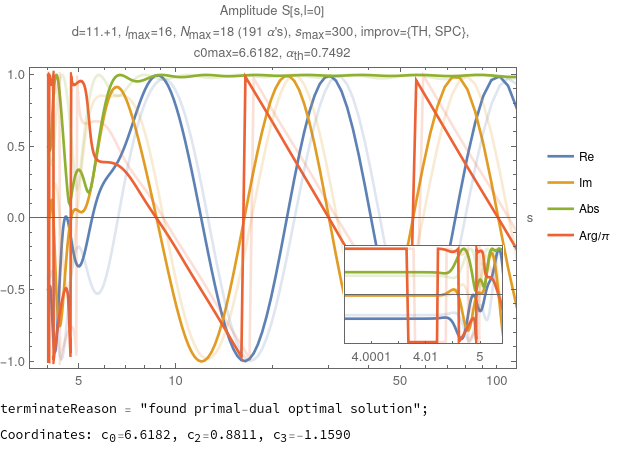 Amplitude S[s,l=0]
d=11.+1, lmax=16, Nmax=18 (191 α's), smax=300, improv={TH, SPC},
c0max=6.6182, αth=0.7492
1.0
0.5
0.0
−0.5
−1.0
5 10 50 100
s
4.0001 4.01 5
Re
Im
Abs
Arg/π
terminateReason = "found primal-dual optimal solution";
Coordinates: c0=6.6182, c2=0.8811, c3=-1.1590